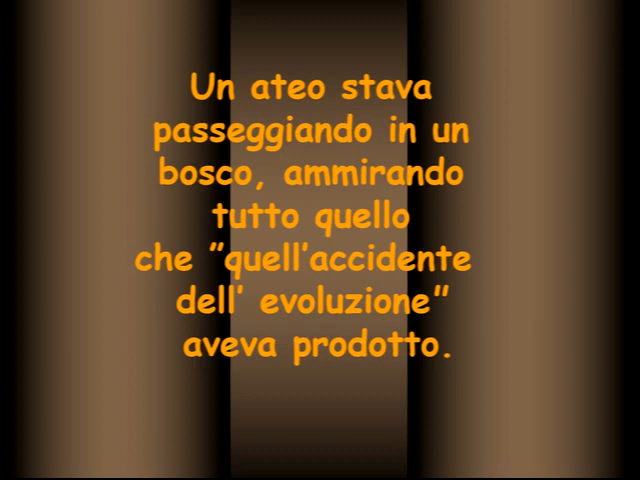 Un ateo stava
passeggiando in un
bosco, ammirando
tutto quello
che "quell'accidente
dell' evoluzione"
aveva prodotto.